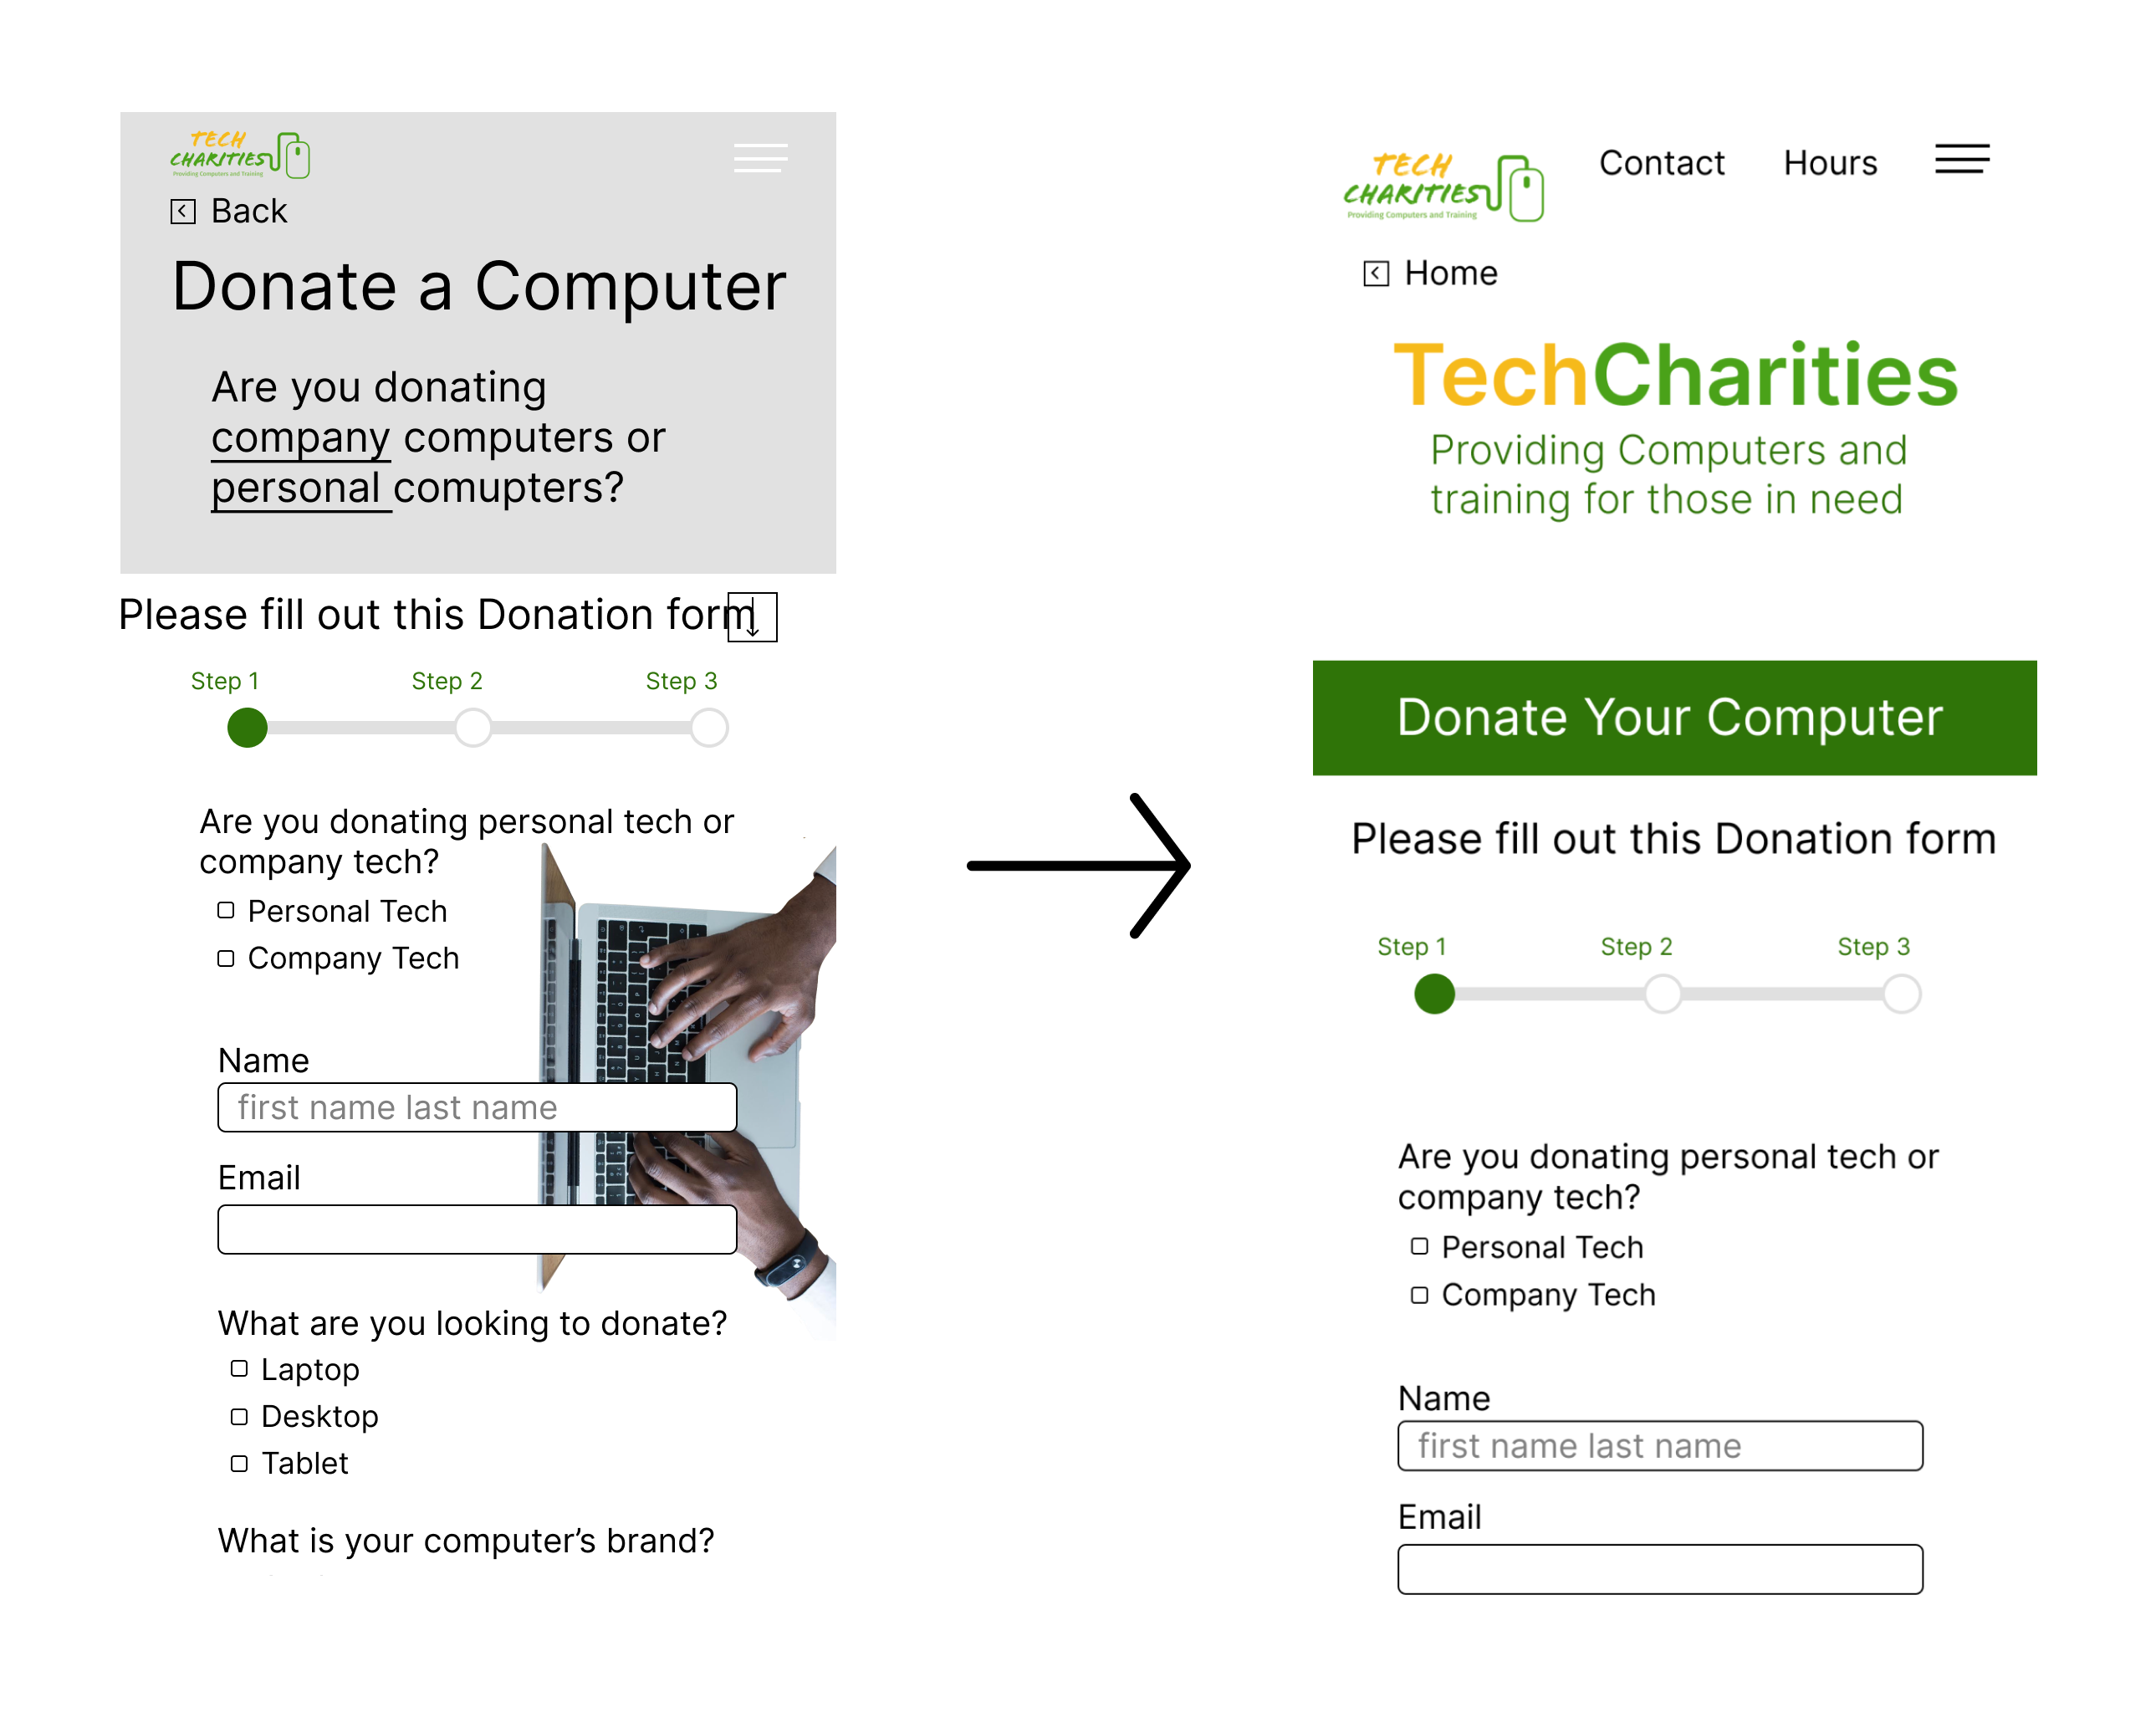 TECH
CHARITIES
Providing Computers and Training
Back
Donate a Computer
Are you donating
company computers or
personal comupters?
Please fill out this Donation form
Step 1 Step 2 Step 3
Are you donating personal tech or
company tech?
Personal Tech
Company Tech
Name
first name last name
Email
What are you looking to donate?
Laptop
Desktop
Tablet
What is your computer’s brand?
TECH
CHARITIES
Providing Computers and Training
Contact Hours
Home
TechCharities
Providing Computers and
training for those in need
Donate Your Computer
Please fill out this Donation form
Step 1 Step 2 Step 3
Are you donating personal tech or
company tech?
Personal Tech
Company Tech
Name
first name last name
Email